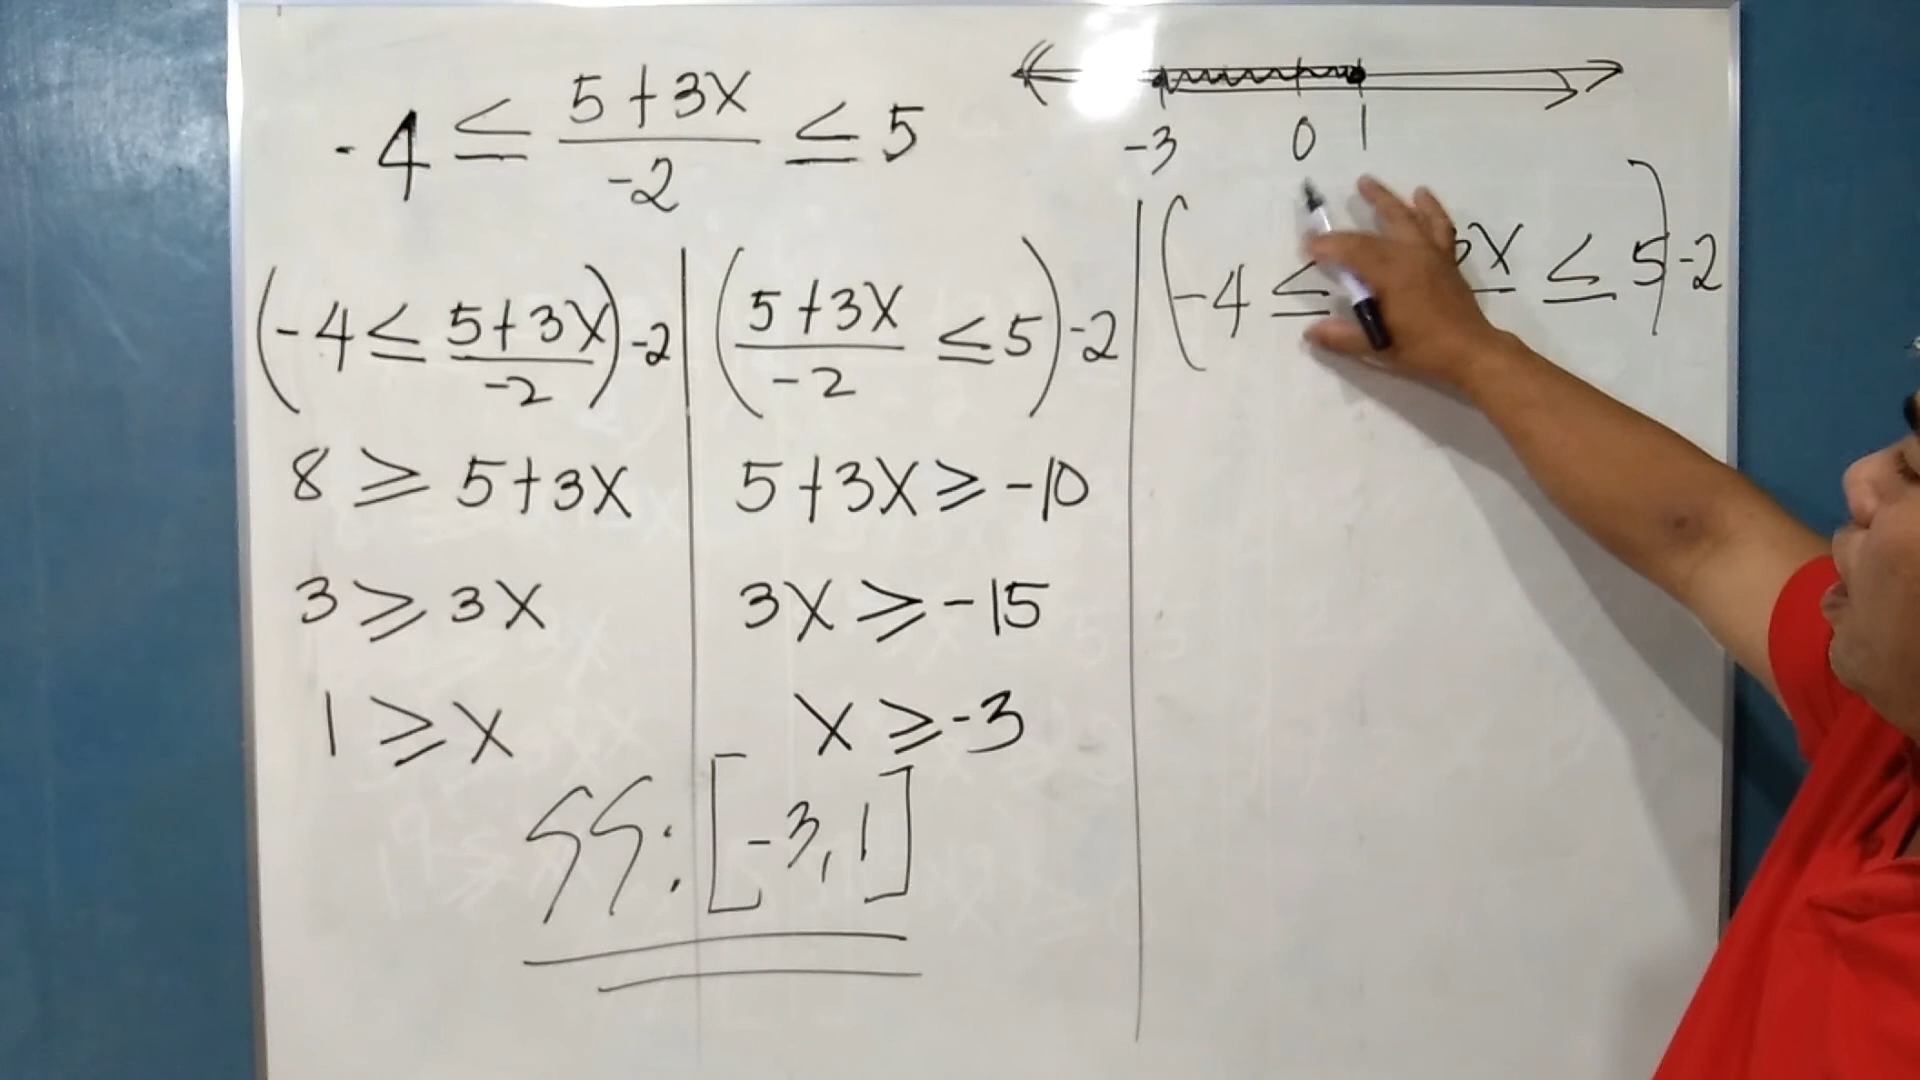 -4 ≤ (5+3X)/-2 ≤ 5
-3 0 1
(-4 ≤ (5+3X)/-2) -2
8 ≥ 5+3X
3 ≥ 3X
1 ≥ X
((5+3X)/-2 ≤ 5) -2
5+3X ≥ -10
3X ≥ -15
X ≥ -3
SS: [-3,1]
(-4 ≤ 3X ≤ 5) -2